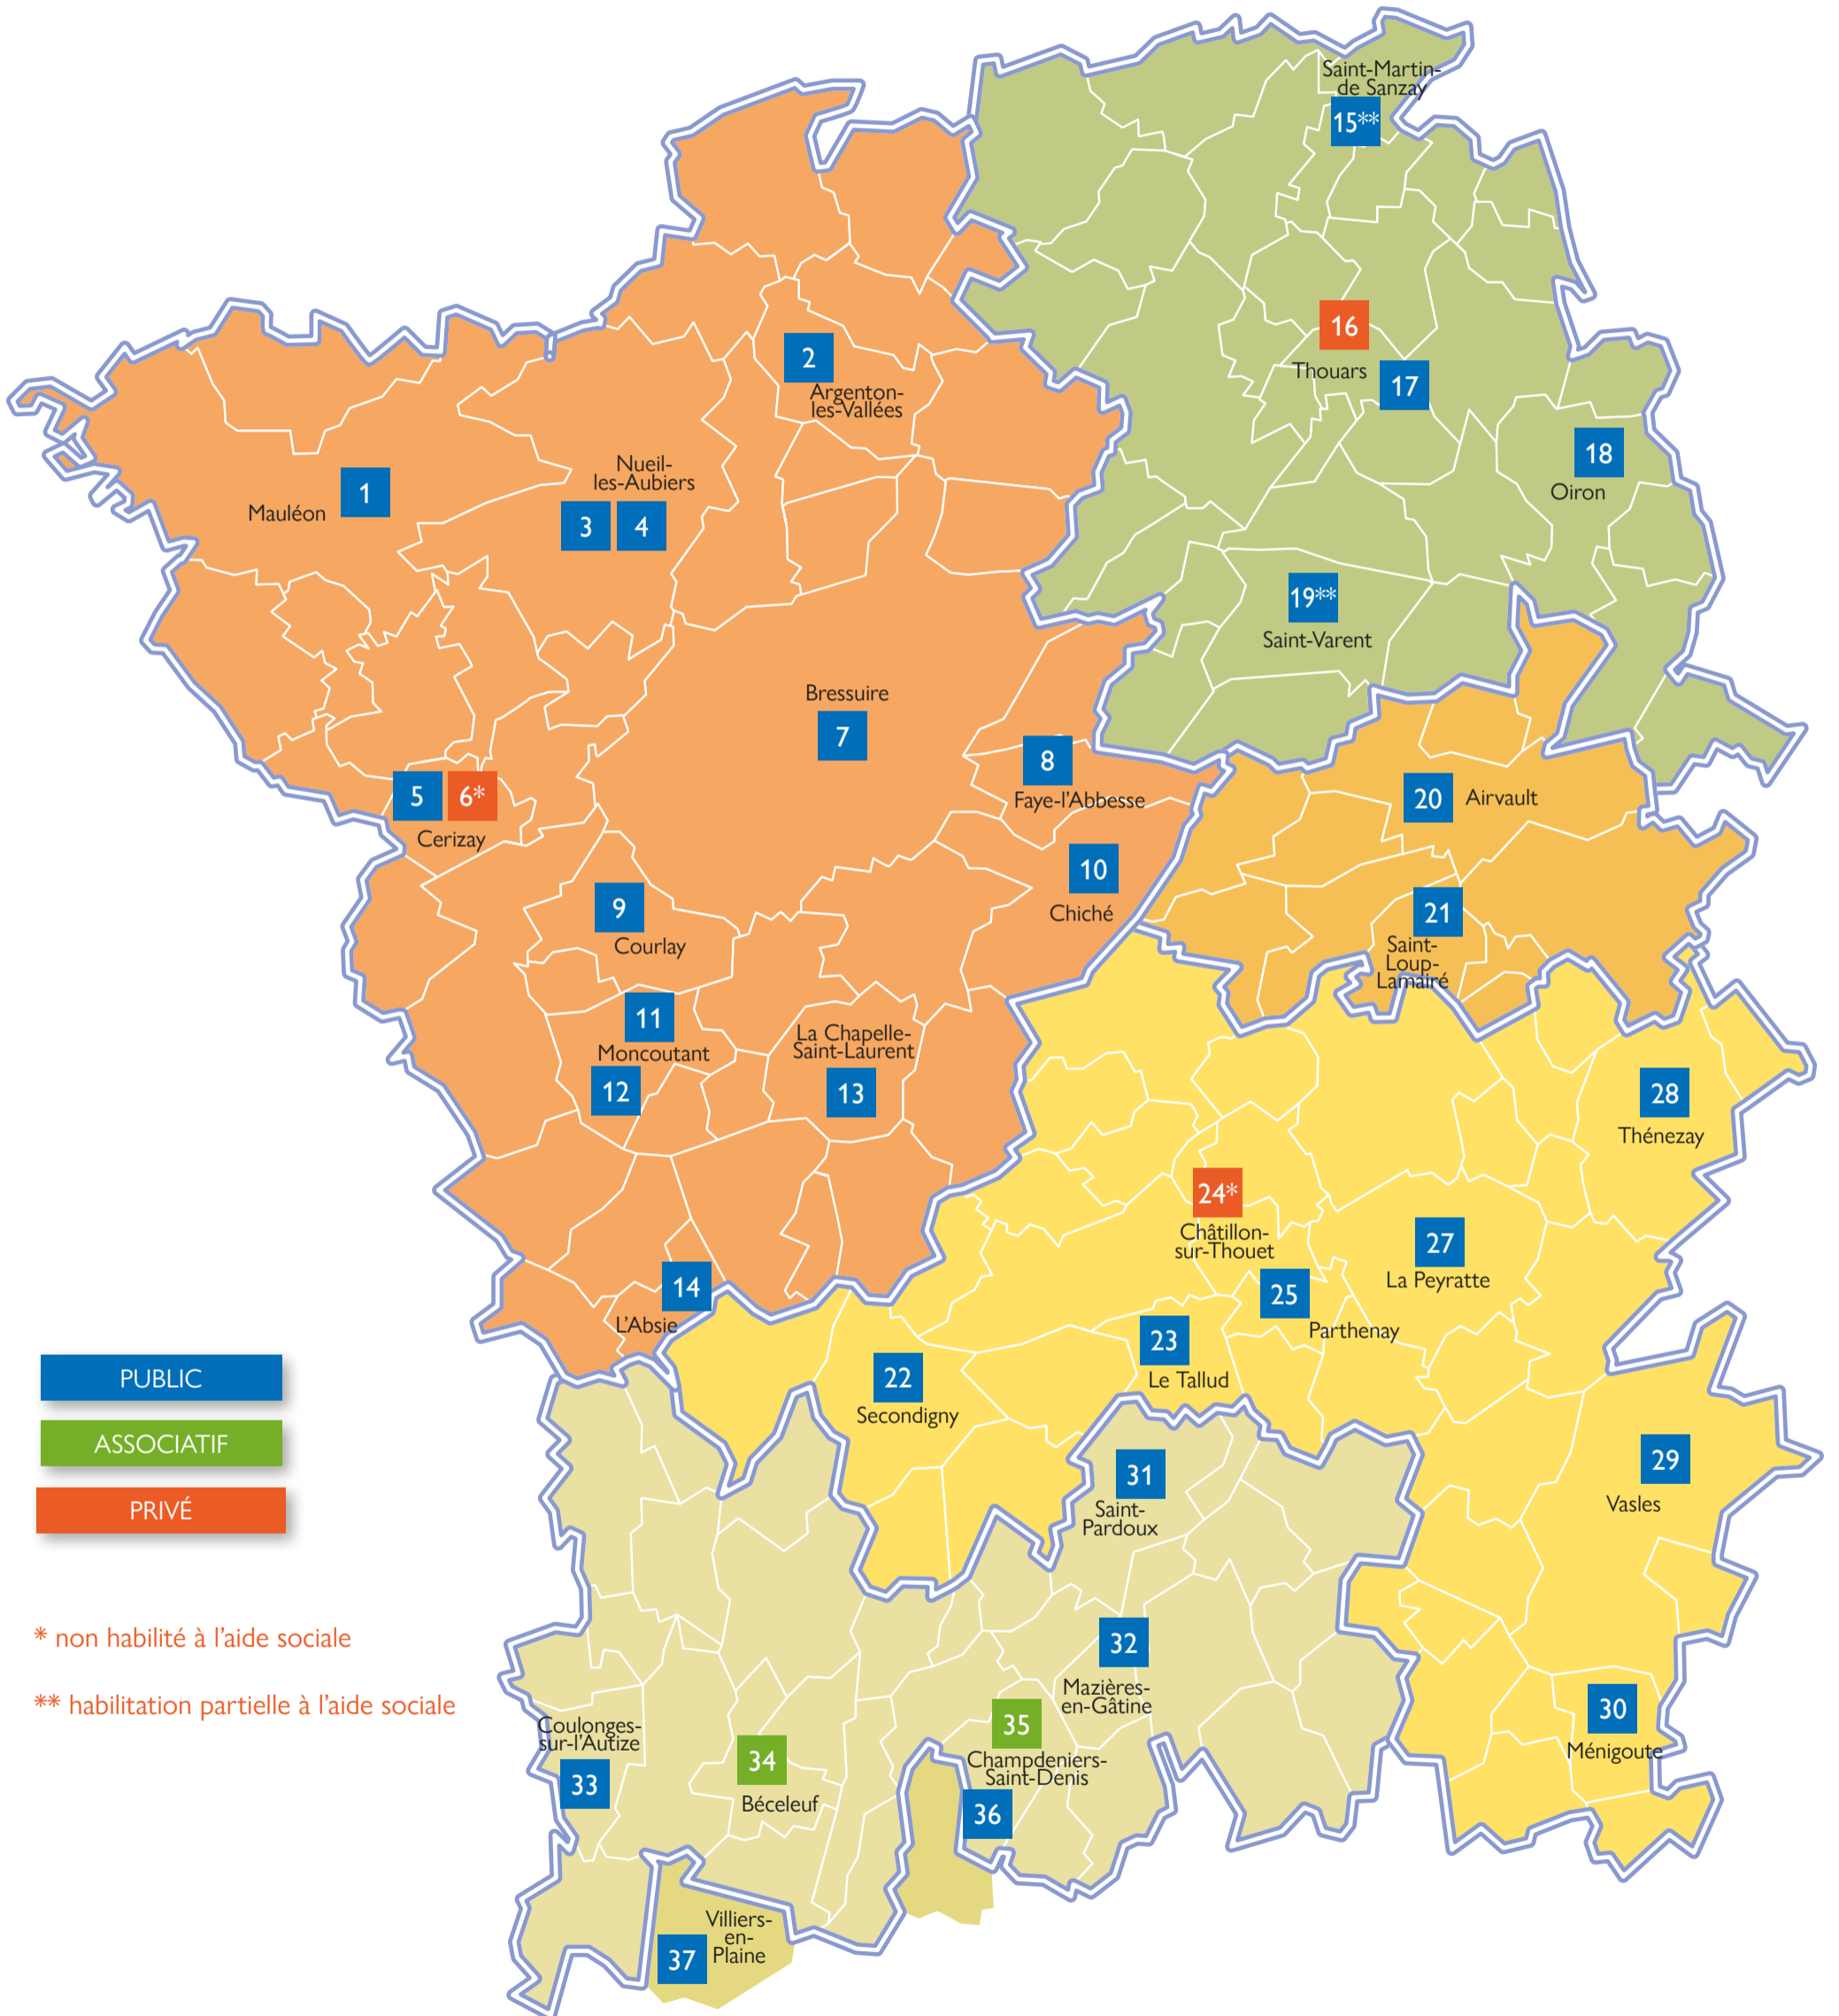 Saint-Martin-
de Sanzay
15**
16
Thouars
17
2
Argenton-
les-Vallées
18
Oiron
Nueil-
les-Aubiers
1
Mauléon
3
4
19**
Saint-Varent
Bressuire
7
8
Faye-l'Abbesse
5
6*
Cerizay
20
Airvault
10
Chiché
9
Courlay
21
Saint-
Loup-
Lamairé
11
Moncoutant
12
La Chapelle-
Saint-Laurent
13
28
Thénezay
24*
Châtillon-
sur-Thouet
27
La Peyratte
14
L'Absie
25
Parthenay
23
Le Tallud
22
Secondigny
PUBLIC
ASSOCIATIF
PRIVÉ
31
Saint-
Pardoux
29
Vasles
* non habilité à l'aide sociale
** habilitation partielle à l'aide sociale
32
Mazières-
en-Gâtine
30
Ménigoute
Coulonges-
sur-l'Autize
33
34
Béceleuf
35
Champdeniers-
Saint-Denis
36
Villiers-
en-
Plaine
37